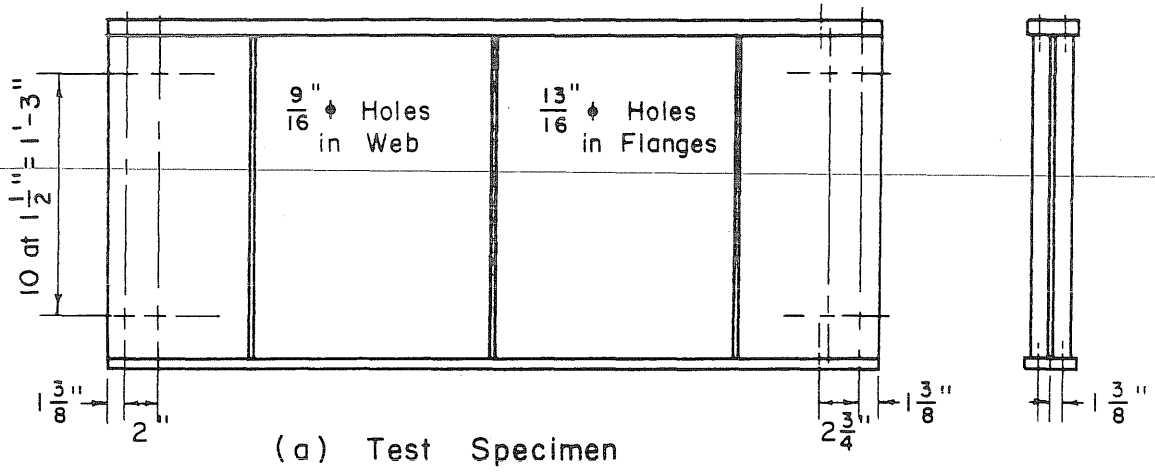 9/16" ϕ Holes
in Web
13/16" ϕ Holes
in Flanges
10 at 1 1/2" = 1'-3"
1 3/8"
2"
2 3/4"
1 3/8"
1 3/8"
(a) Test Specimen